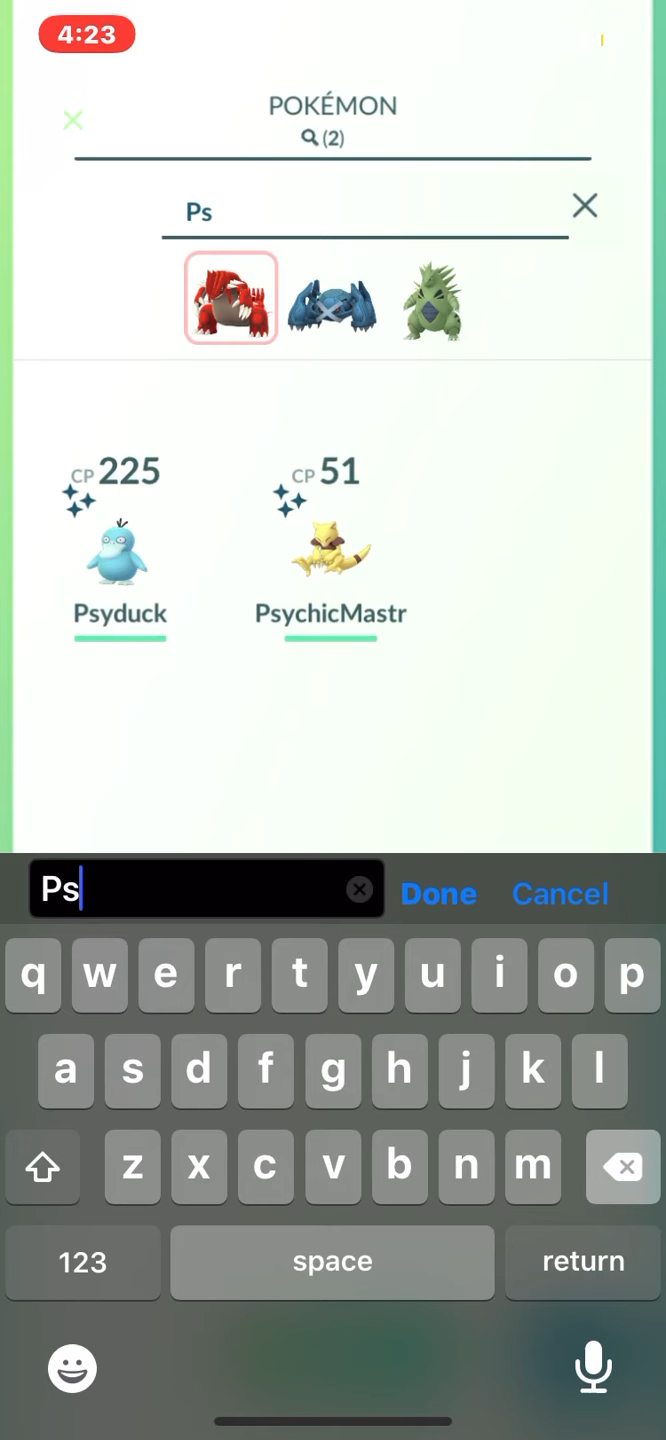 4:23
POKÉMON
(2)
Ps
CP 225
CP 51
Psyduck
PsychicMastr
Ps
Done
Cancel
q w e r t y u i o p
a s d f g h j k l
z x c v b n m
123
space
return